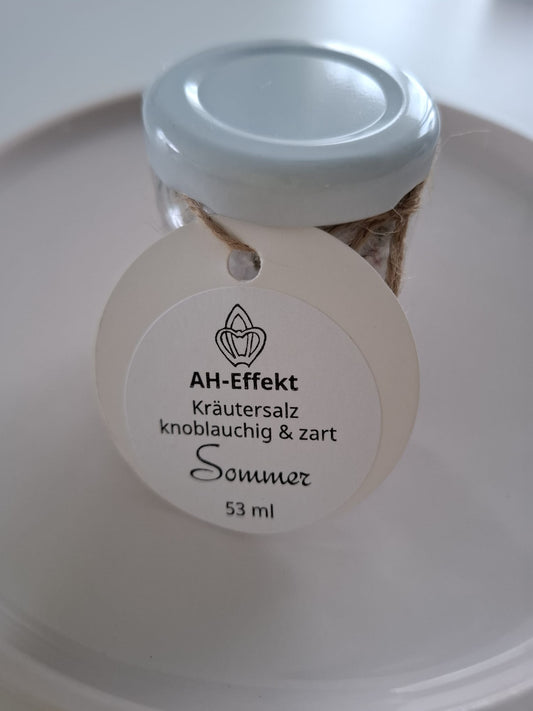 AH-Effekt
Kräutersalz
knoblauchig & zart
Sommer
53 ml